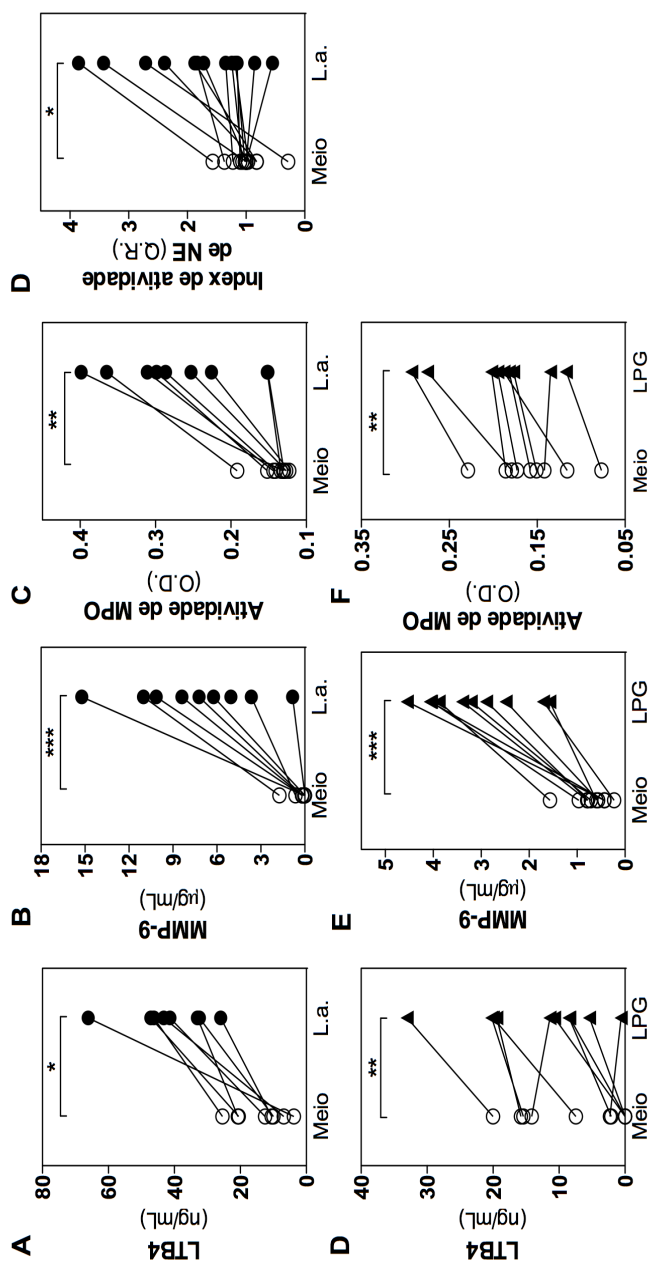 A
LTB4
(ng/mL)
80
60
40
20
0
*
Meio
L.a.
B
MMP-9
(µg/mL)
18
15
12
9
6
3
0
***
Meio
L.a.
C
Atividade de MPO
(O.D.)
0.4
0.3
0.2
0.1
**
Meio
L.a.
D
Index de atividade
de NE (Q.R.)
4
3
2
1
0
*
Meio
L.a.
D
LTB4
(ng/mL)
40
30
20
10
0
**
Meio
LPG
E
MMP-9
(µg/mL)
5
4
3
2
1
0
***
Meio
LPG
F
Atividade de MPO
(O.D.)
0.35
0.25
0.15
0.05
**
Meio
LPG